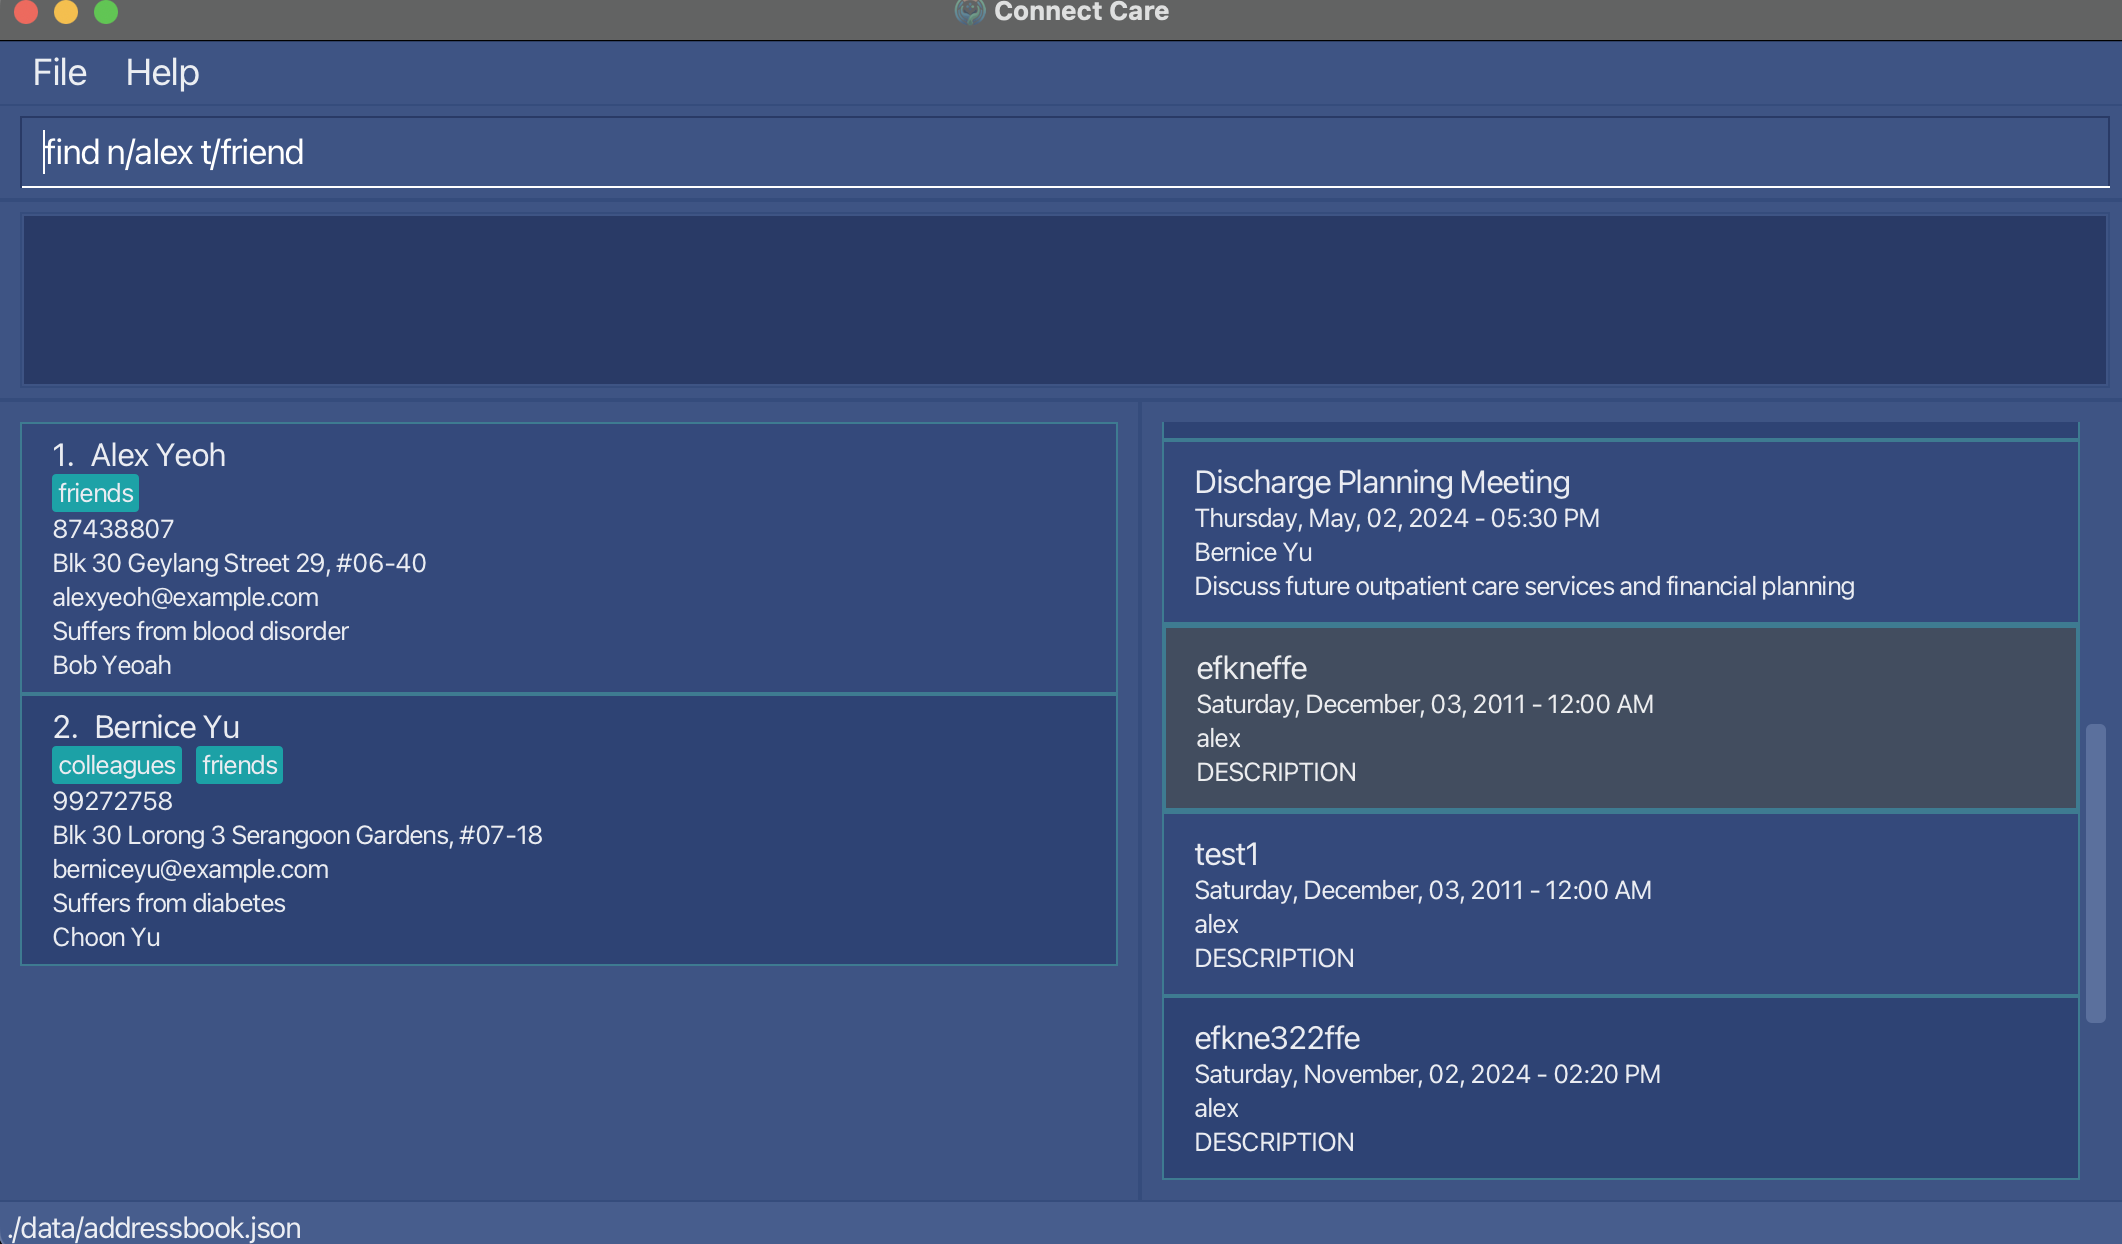 Connect Care
File Help
find n/alex t/friend
1. Alex Yeoh
friends
87438807
Blk 30 Geylang Street 29, #06-40
alexyeoh@example.com
Suffers from blood disorder
Bob Yeoah
2. Bernice Yu
colleagues friends
99272758
Blk 30 Lorong 3 Serangoon Gardens, #07-18
berniceyu@example.com
Suffers from diabetes
Choon Yu
Discharge Planning Meeting
Thursday, May, 02, 2024 - 05:30 PM
Bernice Yu
Discuss future outpatient care services and financial planning
efkneffe
Saturday, December, 03, 2011 - 12:00 AM
alex
DESCRIPTION
test1
Saturday, December, 03, 2011 - 12:00 AM
alex
DESCRIPTION
efkne322ffe
Saturday, November, 02, 2024 - 02:20 PM
alex
DESCRIPTION
./data/addressbook.json